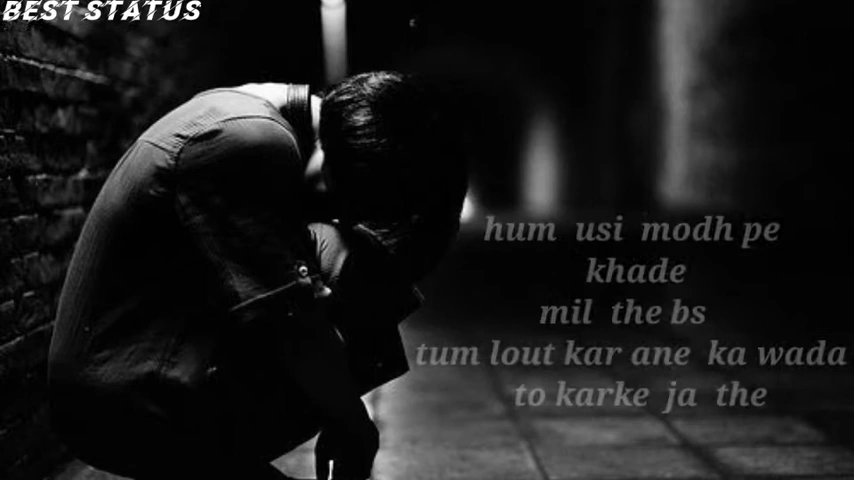 BEST STATUS
hum usi modh pe
khade
mil the bs
tum lout kar ane ka wada
to karke ja the